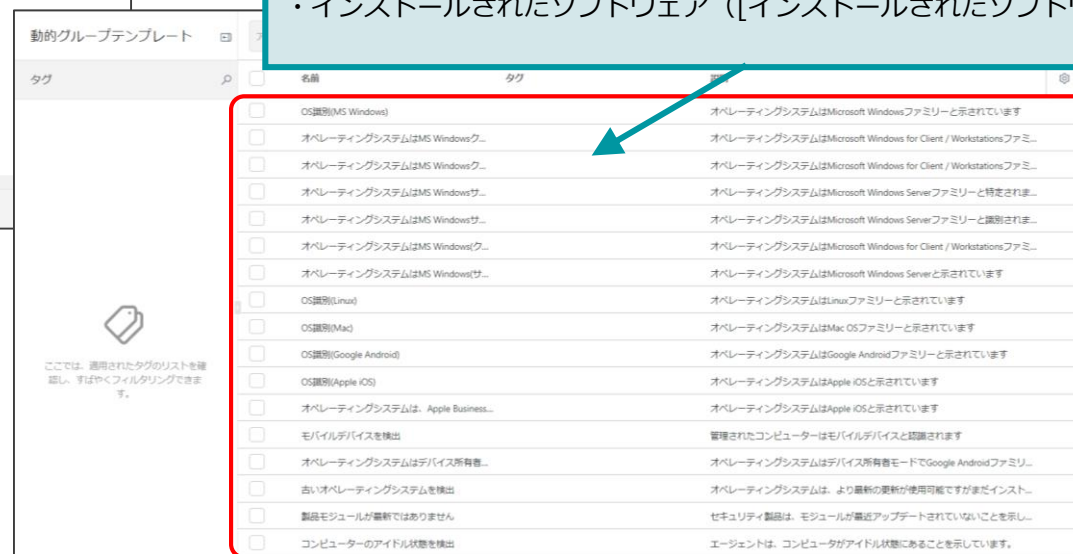 ・インストールされたソフトウェア（[インストールされたソフト
動的グループテンプレート
タグ
名前 タグ
OS識別(MS Windows) オペレーティングシステムはMicrosoft Windowsファミリーと示されています
オペレーティングシステムはMS Windowsク... オペレーティングシステムはMicrosoft Windows for Client / Workstationsファミ...
オペレーティングシステムはMS Windowsク... オペレーティングシステムはMicrosoft Windows for Client / Workstationsファミ...
オペレーティングシステムはMS Windowsサ... オペレーティングシステムはMicrosoft Windows Serverファミリーと特定されま...
オペレーティングシステムはMS Windowsサ... オペレーティングシステムはMicrosoft Windows Serverファミリーと識別されま...
オペレーティングシステムはMS Windows(ク... オペレーティングシステムはMicrosoft Windows for Client / Workstationsファミ...
オペレーティングシステムはMS Windows(サ... オペレーティングシステムはMicrosoft Windows Serverと示されています
OS識別(Linux) オペレーティングシステムはLinuxファミリーと示されています
OS識別(Mac) オペレーティングシステムはMac OSファミリーと示されています
OS識別(Google Android) オペレーティングシステムはGoogle Androidファミリーと示されています
OS識別(Apple iOS) オペレーティングシステムはApple iOSと示されています
オペレーティングシステムは、Apple Business... オペレーティングシステムはApple iOSと示されています
モバイルデバイスを検出 管理されたコンピューターはモバイルデバイスと認識されます
オペレーティングシステムはデバイス所有者... オペレーティングシステムはデバイス所有者モードでGoogle Androidファミリ...
古いオペレーティングシステムを検出 オペレーティングシステムは、より最新の更新が使用可能ですがまだインスト...
製品モジュールが最新ではありません セキュリティ製品は、モジュールが最近アップデートされていないことを示し...
コンピューターのアイドル状態を検出 エージェントは、コンピュータがアイドル状態にあることを示しています。
ここでは、適用されたタグのリストを確
認し、すばやくフィルタリングできま
す。